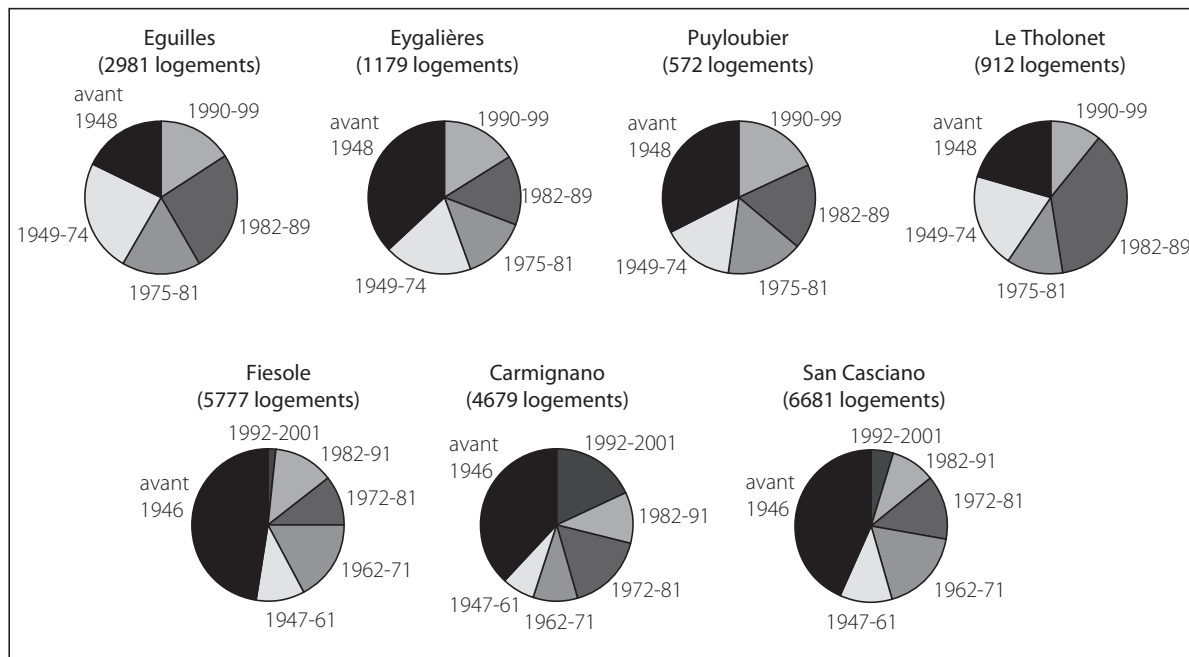 Eguilles
(2981 logements)
avant
1948
1990-99
1982-89
1975-81
1949-74
Eygalières
(1179 logements)
avant
1948
1990-99
1982-89
1975-81
1949-74
Puyloubier
(572 logements)
avant
1948
1990-99
1982-89
1975-81
1949-74
Le Tholonet
(912 logements)
avant
1948
1990-99
1982-89
1975-81
1949-74
Fiesole
(5777 logements)
1992-2001
1982-91
1972-81
1962-71
1947-61
avant
1946
Carmignano
(4679 logements)
avant
1946
1992-2001
1982-91
1972-81
1962-71
1947-61
San Casciano
(6681 logements)
1992-2001
1982-91
1972-81
1962-71
1947-61
avant
1946